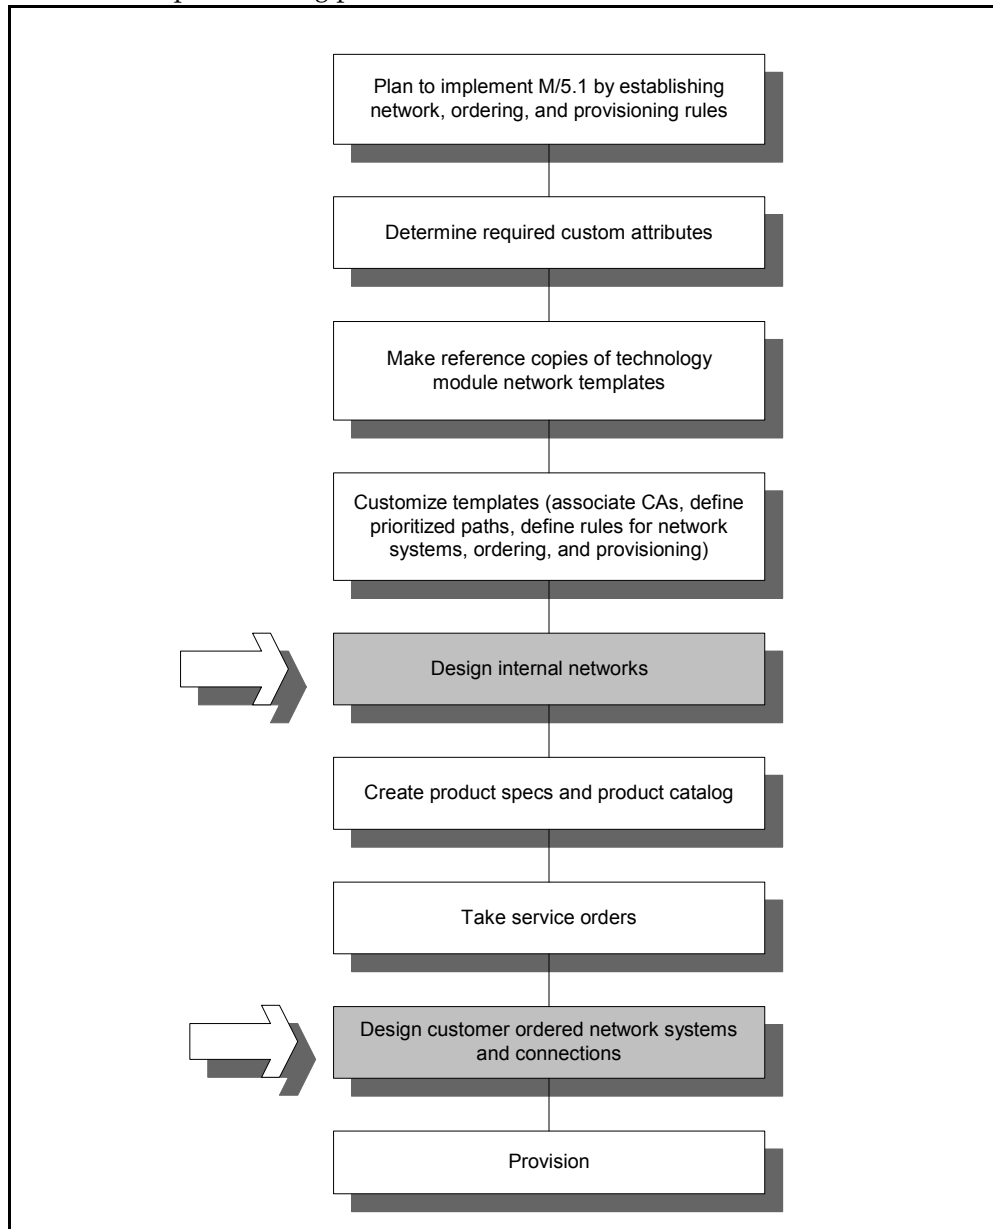 Plan to implement M/5.1 by establishing
network, ordering, and provisioning rules
Determine required custom attributes
Make reference copies of technology
module network templates
Customize templates (associate CAs, define
prioritized paths, define rules for network
systems, ordering, and provisioning)
Design internal networks
Create product specs and product catalog
Take service orders
Design customer ordered network systems
and connections
Provision